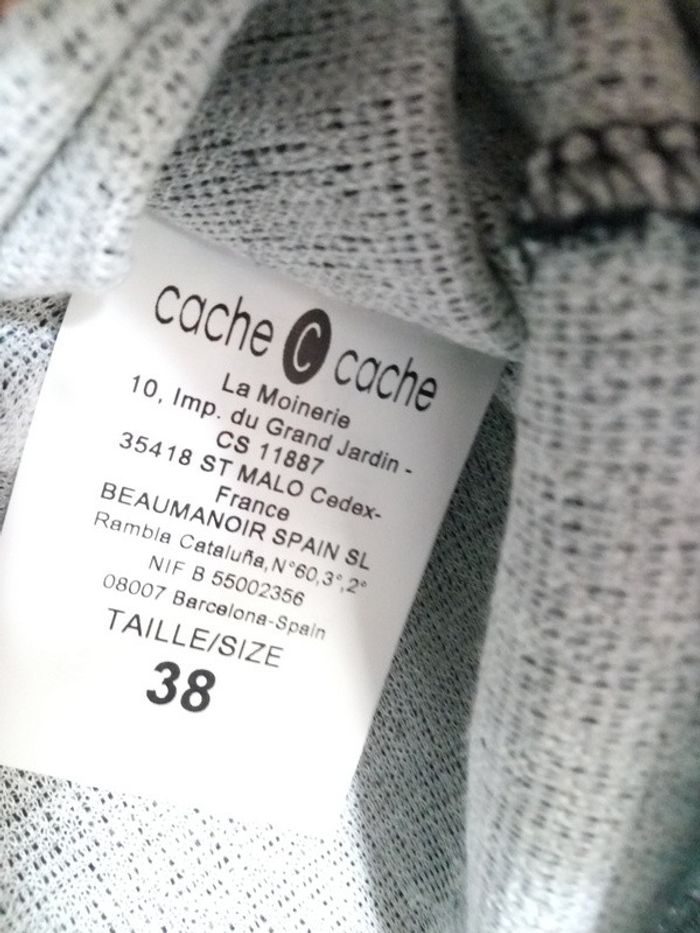 cache C cache
La Moinerie
10, Imp. du Grand Jardin -
CS 11887
35418 ST MALO Cedex-
France
BEAUMANOIR SPAIN SL
Rambla Cataluña,N°60,3°,2°
NIF B 55002356
08007 Barcelona-Spain
TAILLE/SIZE
38